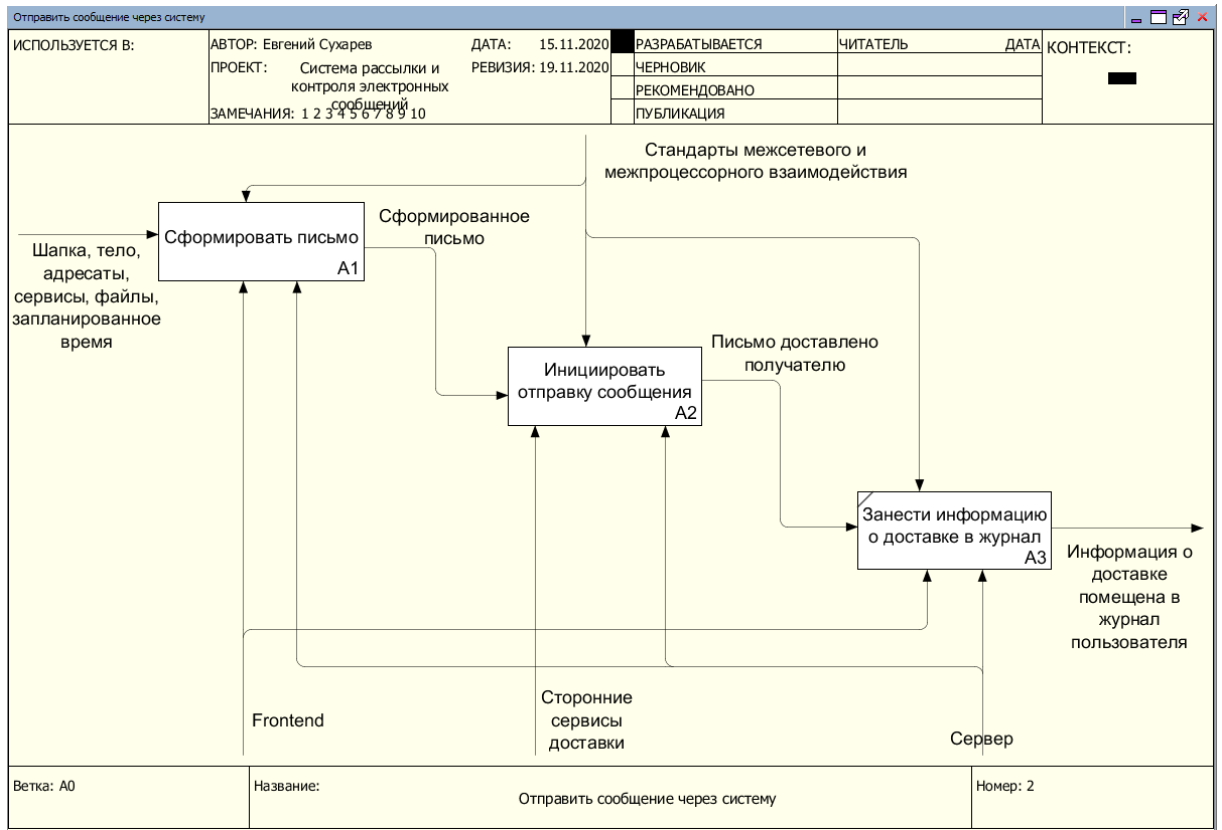 Отправить сообщение через систему
ИСПОЛЬЗУЕТСЯ В:
АВТОР: Евгений Сухарев
ДАТА: 15.11.2020
ПРОЕКТ: Система рассылки и
контроля электронных
сообщений
РЕВИЗИЯ: 19.11.2020
ЗАМЕЧАНИЯ: 1 2 3 4 5 6 7 8 9 10
РАЗРАБАТЫВАЕТСЯ
ЧЕРНОВИК
РЕКОМЕНДОВАНО
ПУБЛИКАЦИЯ
ЧИТАТЕЛЬ
ДАТА
КОНТЕКСТ:
Стандарты межсетевого и
межпроцессорного взаимодействия
Сформировать письмо
A1
Сформированное
письмо
Шапка, тело,
адресаты,
сервисы, файлы,
запланированное
время
Инициировать
отправку сообщения
A2
Письмо доставлено
получателю
Занести информацию
о доставке в журнал
A3
Информация о
доставке
помещена в
журнал
пользователя
Frontend
Сторонние
сервисы
доставки
Сервер
Ветка: A0
Название:
Отправить сообщение через систему
Номер: 2